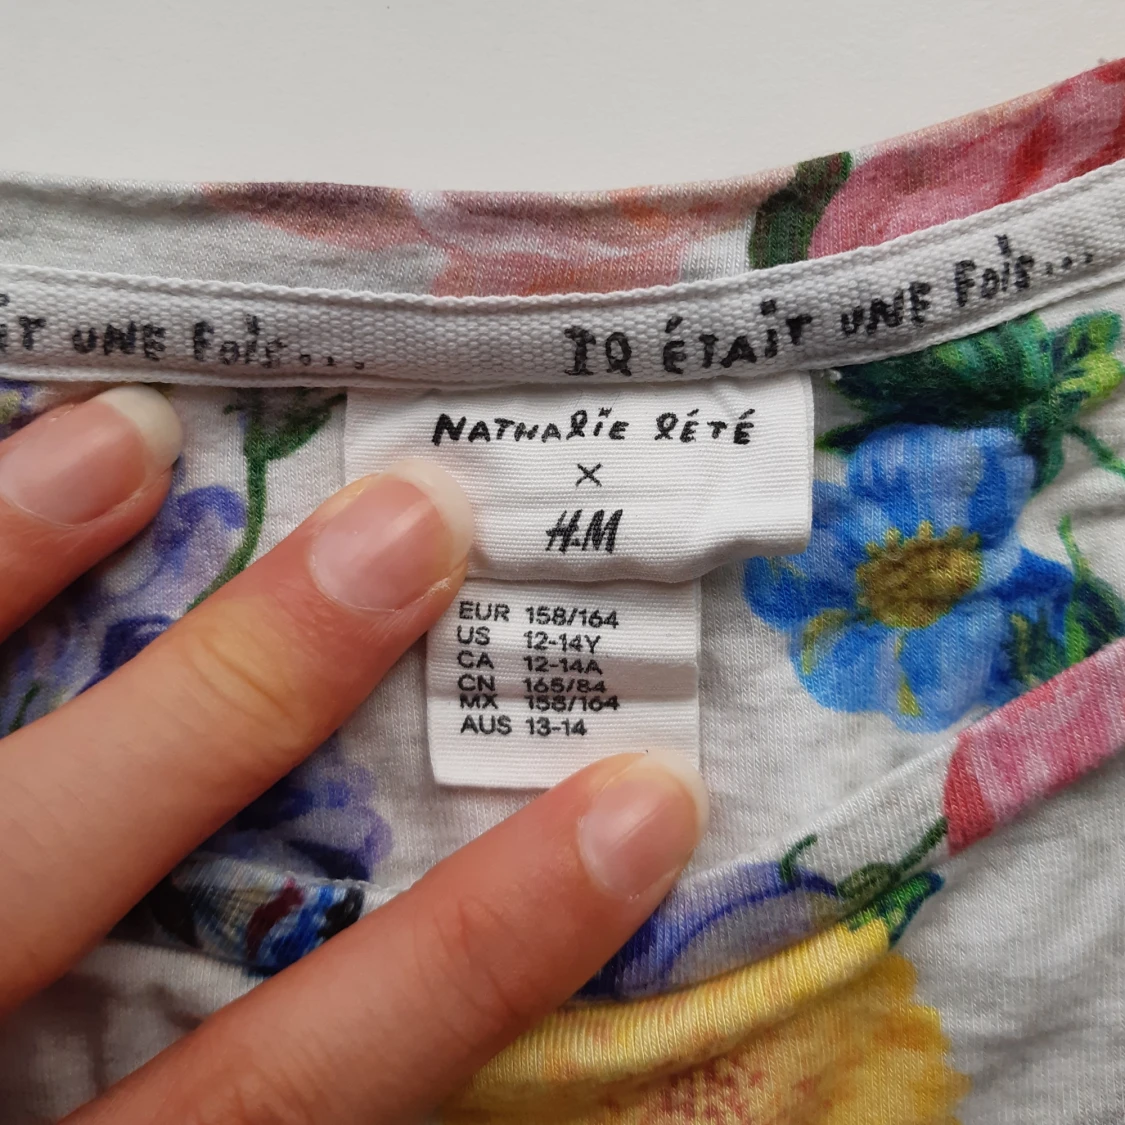 ÉTAIT UNE fois... IL ÉTAIT UNE fois...
NATHALIE LÉTÉ
X
H&M
EUR 158/164
US 12-14Y
CA 12-14A
CN 165/84
MX 158/164
AUS 13-14